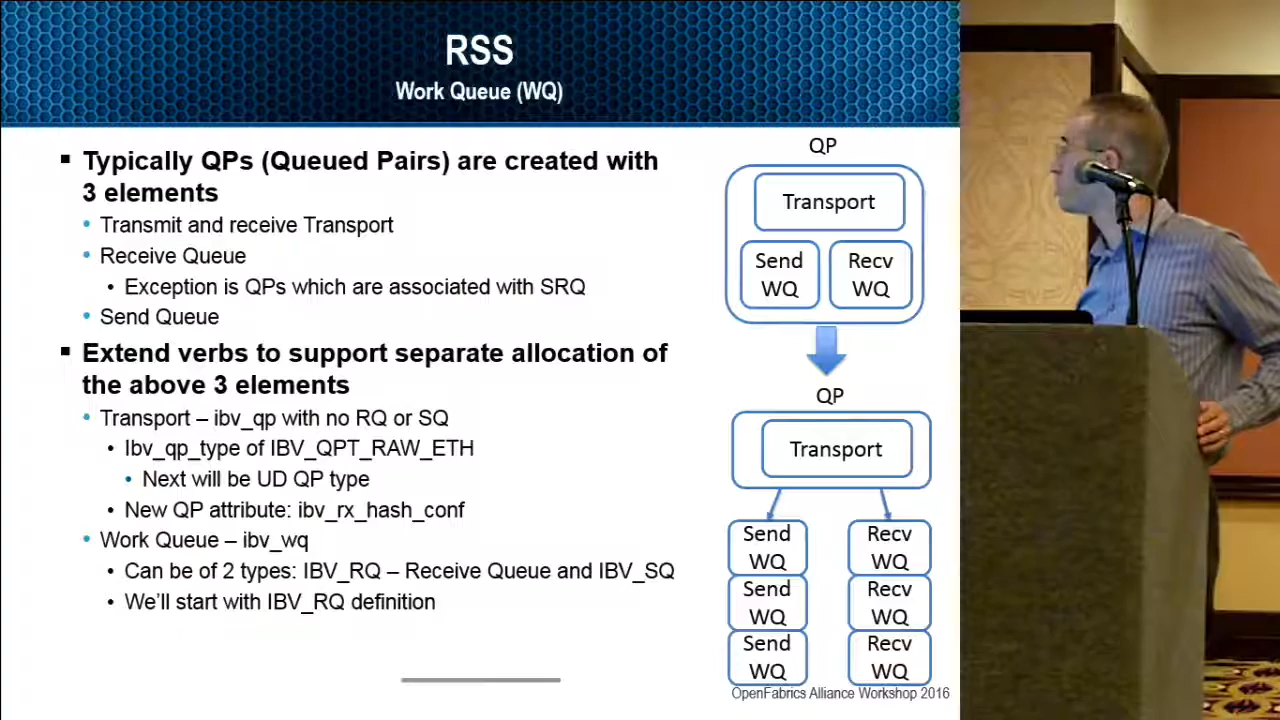 RSS
Work Queue (WQ)
Typically QPs (Queued Pairs) are created with
3 elements
Transmit and receive Transport
Receive Queue
Exception is QPs which are associated with SRQ
Send Queue
Extend verbs to support separate allocation of
the above 3 elements
Transport – ibv_qp with no RQ or SQ
Ibv_qp_type of IBV_QPT_RAW_ETH
Next will be UD QP type
New QP attribute: ibv_rx_hash_conf
Work Queue – ibv_wq
Can be of 2 types: IBV_RQ – Receive Queue and IBV_SQ
We'll start with IBV_RQ definition
QP
Transport
Send
WQ
Recv
WQ
QP
Transport
Send
WQ
Recv
WQ
Send
WQ
Recv
WQ
Send
WQ
Recv
WQ
OpenFabrics Alliance Workshop 2016